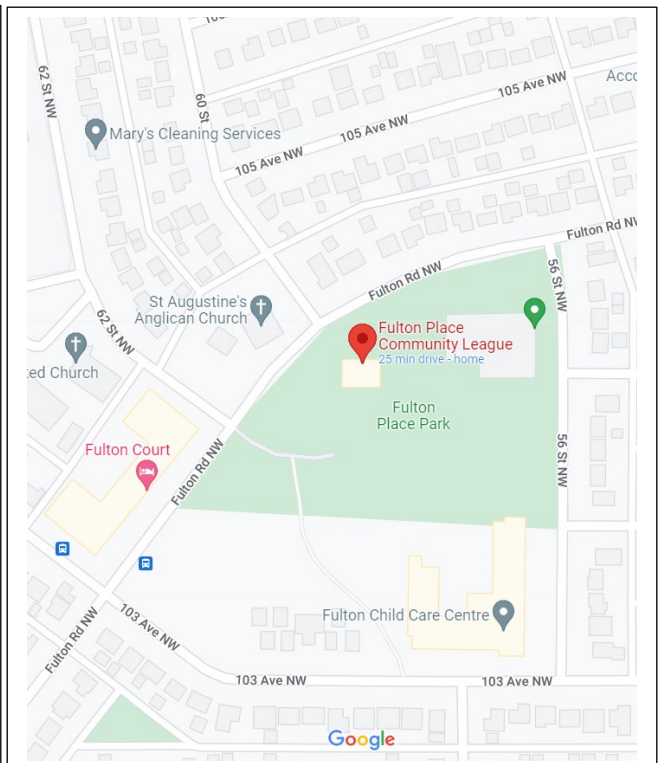 62 St NW
60 St
105 Ave NW
Mary's Cleaning Services
105 Ave NW
105 Ave NW
Fulton Rd NW
Fulton Rd NW
56 St NW
St Augustine's
Anglican Church
Fulton Place
Community League
25 min drive - home
62 St NW
ted Church
Fulton
Place Park
Fulton Court
Fulton Rd NW
56 St NW
103 Ave NW
Fulton Child Care Centre
Fulton Rd NW
103 Ave NW
103 Ave NW
Google